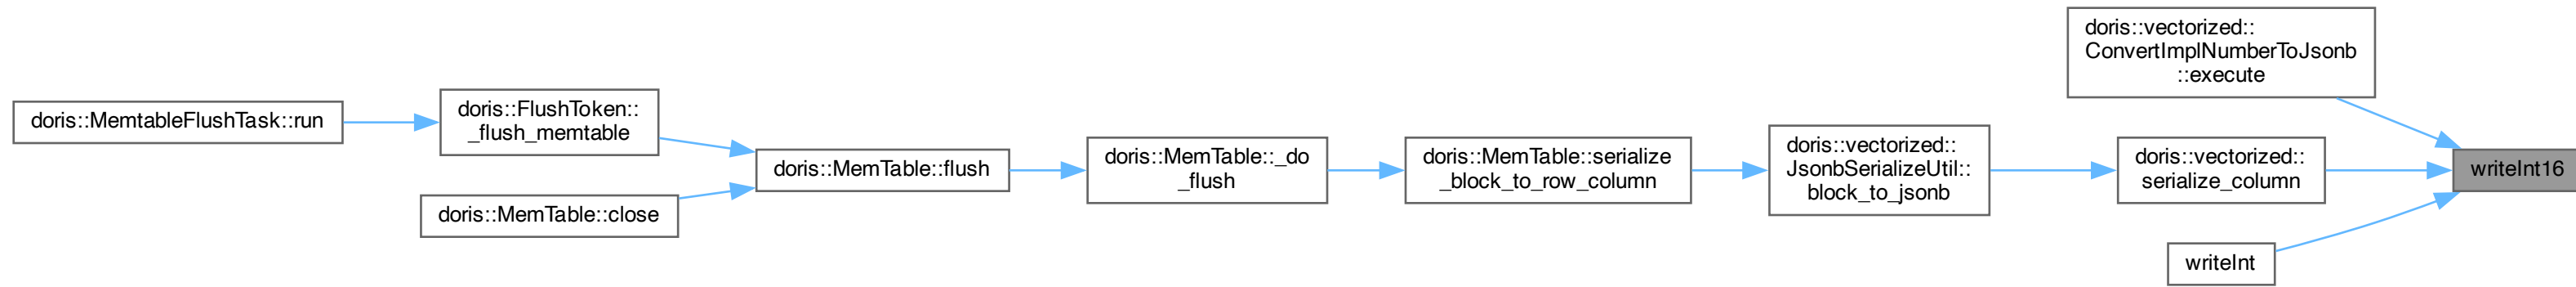 doris::MemtableFlushTask::run
doris::FlushToken::
_flush_memtable
doris::MemTable::close
doris::MemTable::flush
doris::MemTable::_do
_flush
doris::MemTable::serialize
_block_to_row_column
doris::vectorized::
JsonbSerializeUtil::
block_to_jsonb
doris::vectorized::
ConvertImplNumberToJsonb
::execute
doris::vectorized::
serialize_column
writeInt
writeInt16